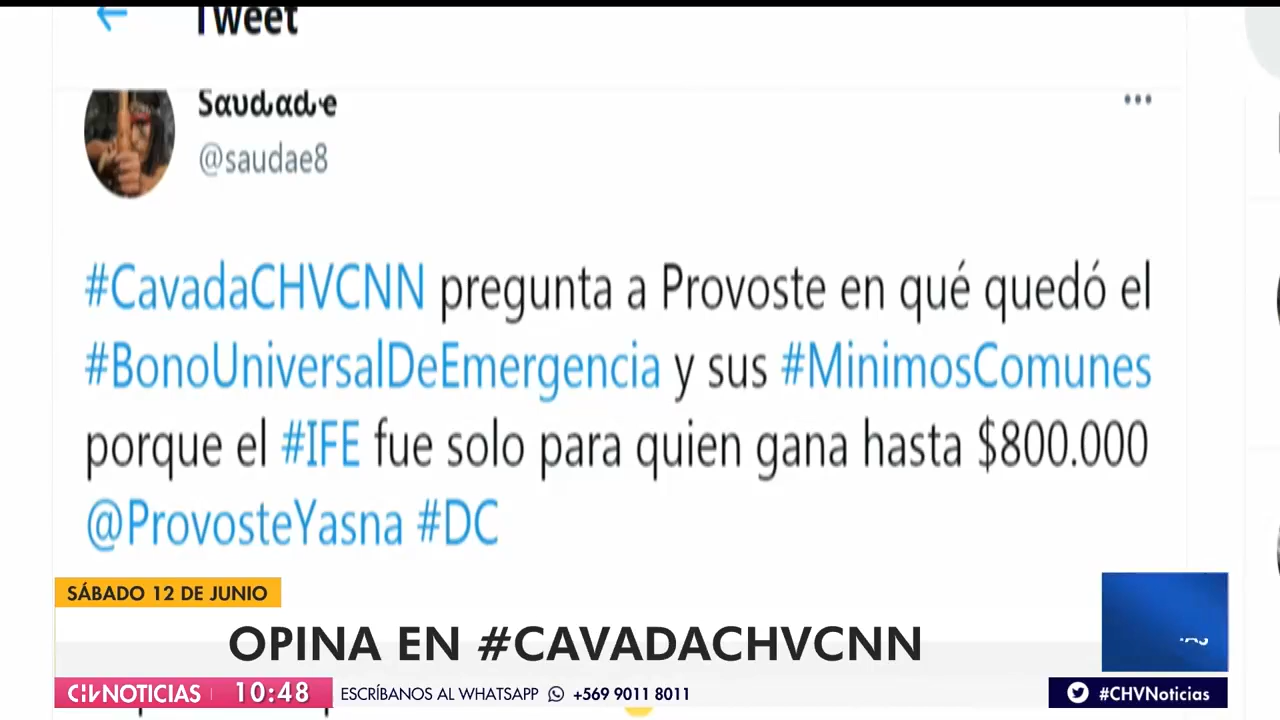 Tweet
Saudade
@saudae8
#CavadaCHVCNN pregunta a Provoste en qué quedó el
#BonoUniversalDeEmergencia y sus #MinimosComunes
porque el #IFE fue solo para quien gana hasta $800.000
@ProvosteYasna #DC
SÁBADO 12 DE JUNIO
OPINA EN #CAVADACHVCNN
CHV NOTICIAS 10:48 ESCRÍBANOS AL WHATSAPP +569 9011 8011
#CHVNoticias